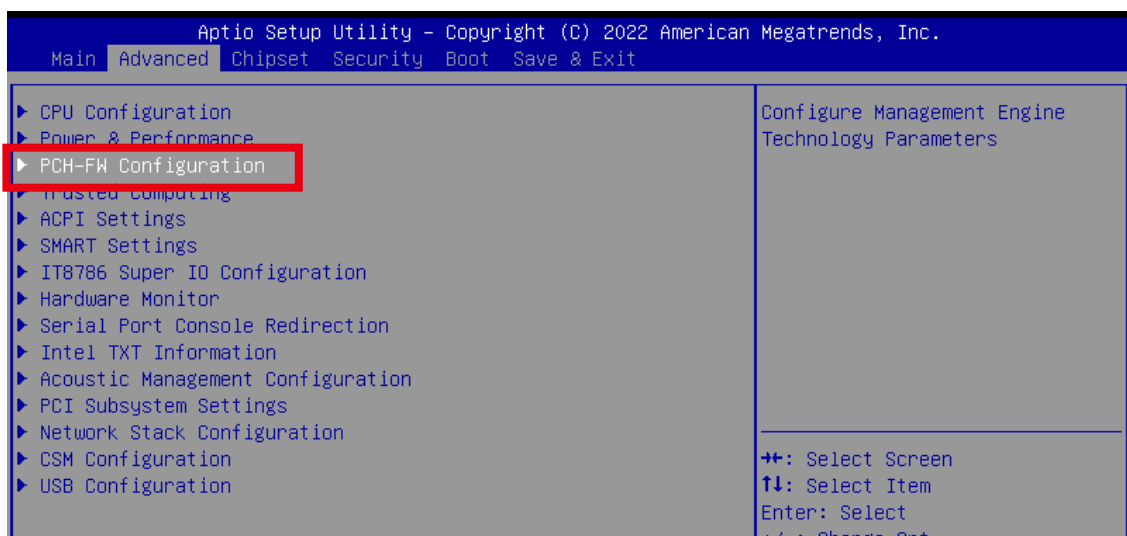 Aptio Setup Utility – Copyright (C) 2022 American Megatrends, Inc.
Main Advanced Chipset Security Boot Save & Exit
CPU Configuration
Power & Performance
PCH-FW Configuration
Trusted Computing
ACPI Settings
SMART Settings
IT8786 Super IO Configuration
Hardware Monitor
Serial Port Console Redirection
Intel TXT Information
Acoustic Management Configuration
PCI Subsystem Settings
Network Stack Configuration
CSM Configuration
USB Configuration
Configure Management Engine
Technology Parameters
→←: Select Screen
↑↓: Select Item
Enter: Select